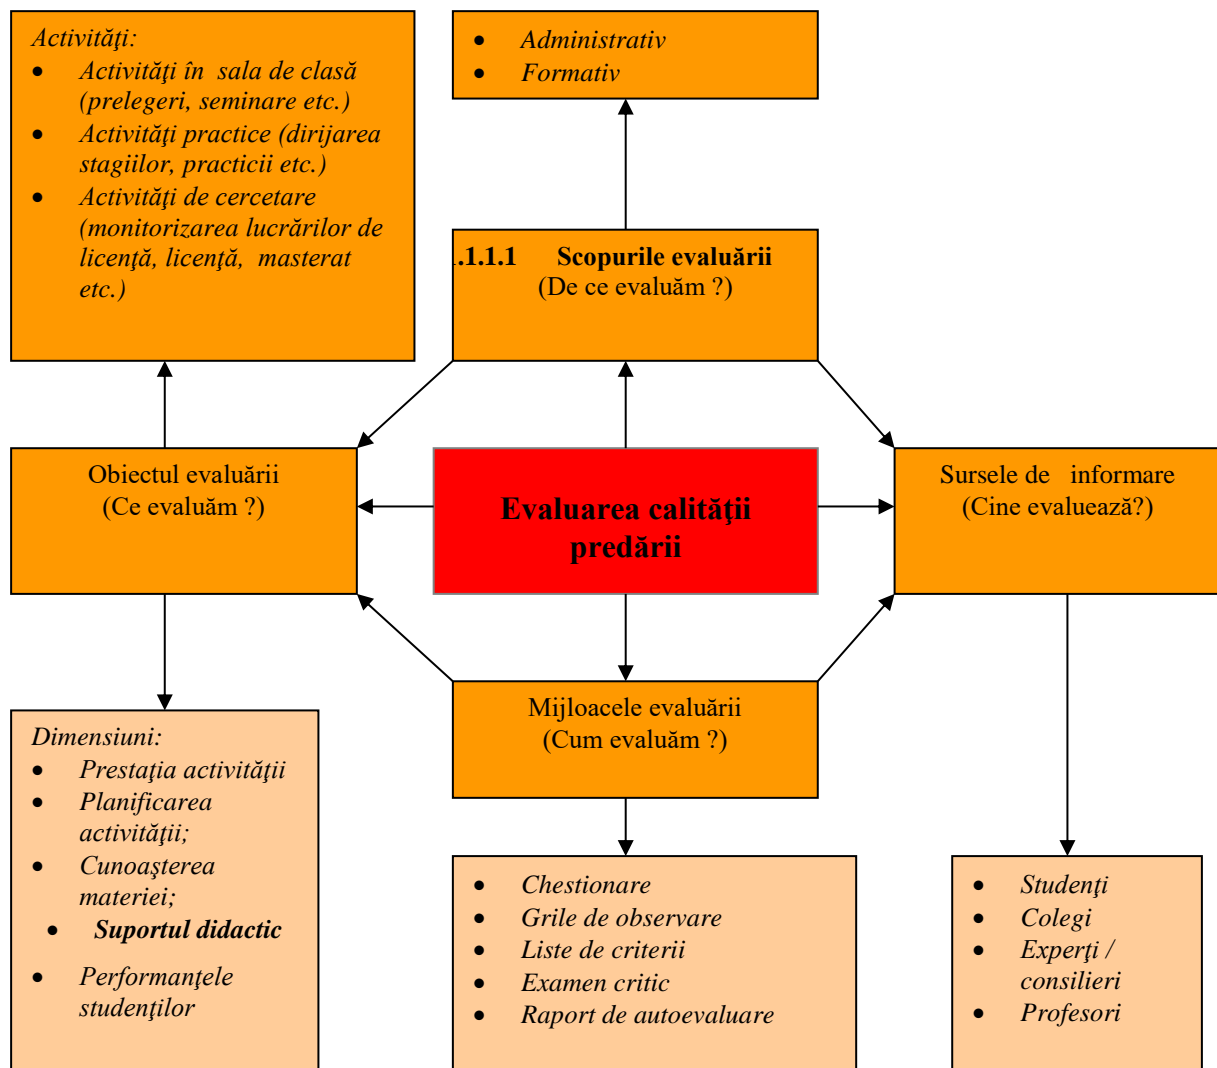 Activităţi:
• Activităţi în sala de clasă
(prelegeri, seminare etc.)
• Activităţi practice (dirijarea
stagiilor, practicii etc.)
• Activităţi de cercetare
(monitorizarea lucrărilor de
licenţă, licenţă, masterat
etc.)
• Administrativ
• Formativ
.1.1.1 Scopurile evaluării
(De ce evaluăm ?)
Obiectul evaluării
(Ce evaluăm ?)
Evaluarea calităţii
predării
Sursele de informare
(Cine evaluează?)
Mijloacele evaluării
(Cum evaluăm ?)
Dimensiuni:
• Prestaţia activităţii
• Planificarea
activităţii;
• Cunoaşterea
materiei;
• Suportul didactic
• Performanţele
studenţilor
• Chestionare
• Grile de observare
• Liste de criterii
• Examen critic
• Raport de autoevaluare
• Studenţi
• Colegi
• Experţi /
consilieri
• Profesori